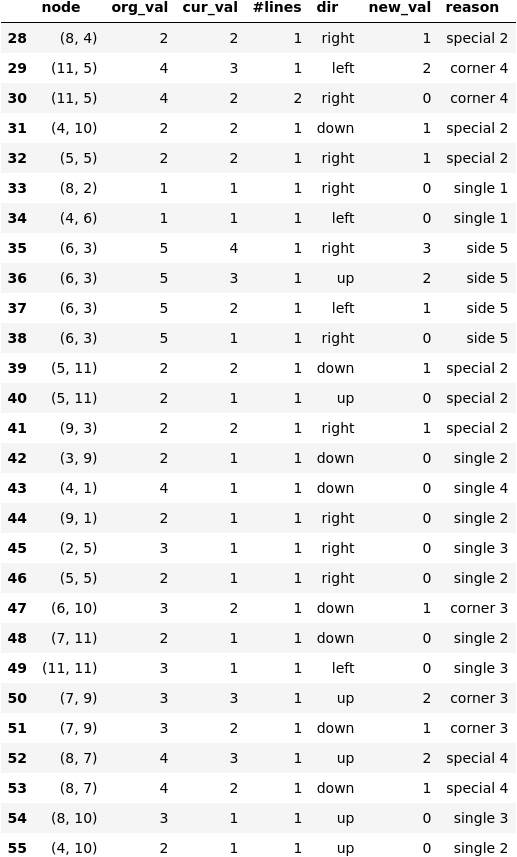 node org_val cur_val #lines dir new_val reason
28 (8, 4) 2 2 1 right 1 special 2
29 (11, 5) 4 3 1 left 2 corner 4
30 (11, 5) 4 2 2 right 0 corner 4
31 (4, 10) 2 2 1 down 1 special 2
32 (5, 5) 2 2 1 right 1 special 2
33 (8, 2) 1 1 1 right 0 single 1
34 (4, 6) 1 1 1 left 0 single 1
35 (6, 3) 5 4 1 right 3 side 5
36 (6, 3) 5 3 1 up 2 side 5
37 (6, 3) 5 2 1 left 1 side 5
38 (6, 3) 5 1 1 right 0 side 5
39 (5, 11) 2 2 1 down 1 special 2
40 (5, 11) 2 1 1 up 0 special 2
41 (9, 3) 2 2 1 right 1 special 2
42 (3, 9) 2 1 1 down 0 single 2
43 (4, 1) 4 1 1 down 0 single 4
44 (9, 1) 2 1 1 right 0 single 2
45 (2, 5) 3 1 1 right 0 single 3
46 (5, 5) 2 1 1 right 0 single 2
47 (6, 10) 3 2 1 down 1 corner 3
48 (7, 11) 2 1 1 down 0 single 2
49 (11, 11) 3 1 1 left 0 single 3
50 (7, 9) 3 3 1 up 2 corner 3
51 (7, 9) 3 2 1 down 1 corner 3
52 (8, 7) 4 3 1 up 2 special 4
53 (8, 7) 4 2 1 down 1 special 4
54 (8, 10) 3 1 1 up 0 single 3
55 (4, 10) 2 1 1 up 0 single 2